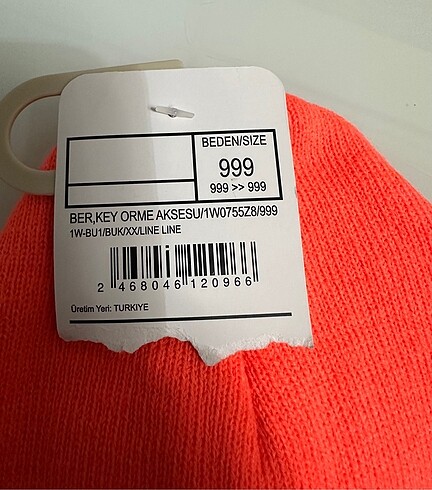 BEDEN/SIZE
999
999 >> 999
BER,KEY ORME AKSESU/1W0755Z8/999
1W-BU1/BUK/XX/LINE LINE
2 468046 120966
Üretim Yeri: TURKIYE